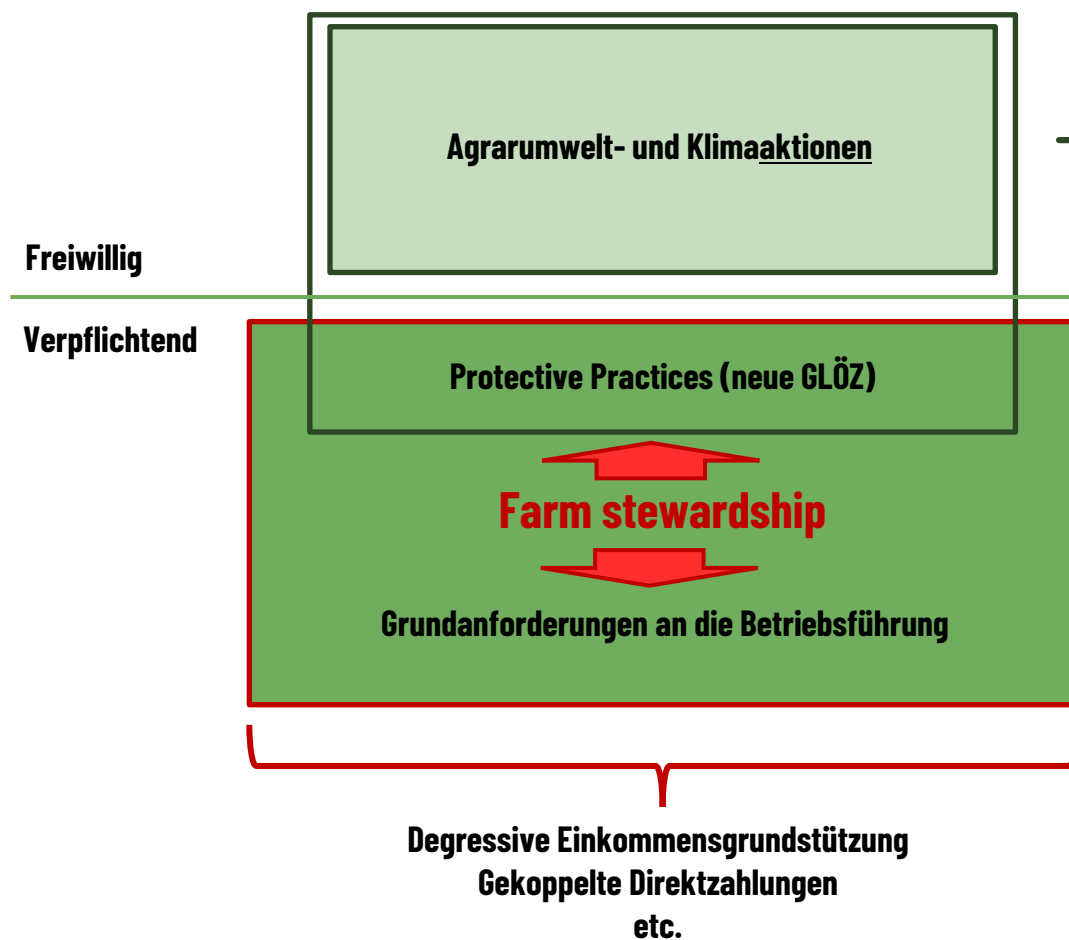 Agrarumwelt- und Klimaaktionen
Freiwillig
Verpflichtend
Protective Practices (neue GLÖZ)
Farm stewardship
Grundanforderungen an die Betriebsführung
Degressive Einkommensgrundstützung
Gekoppelte Direktzahlungen
etc.